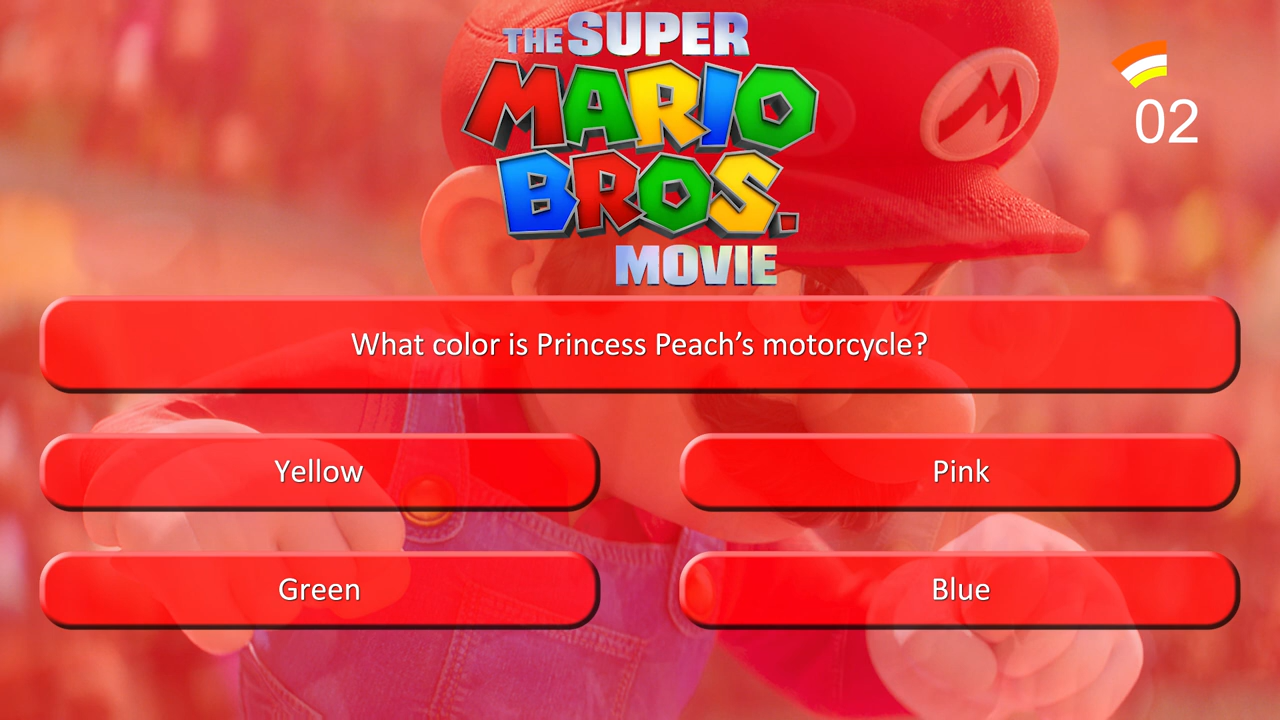 THE SUPER
MARIO
BROS.
MOVIE
02
What color is Princess Peach’s motorcycle?
Yellow
Pink
Green
Blue